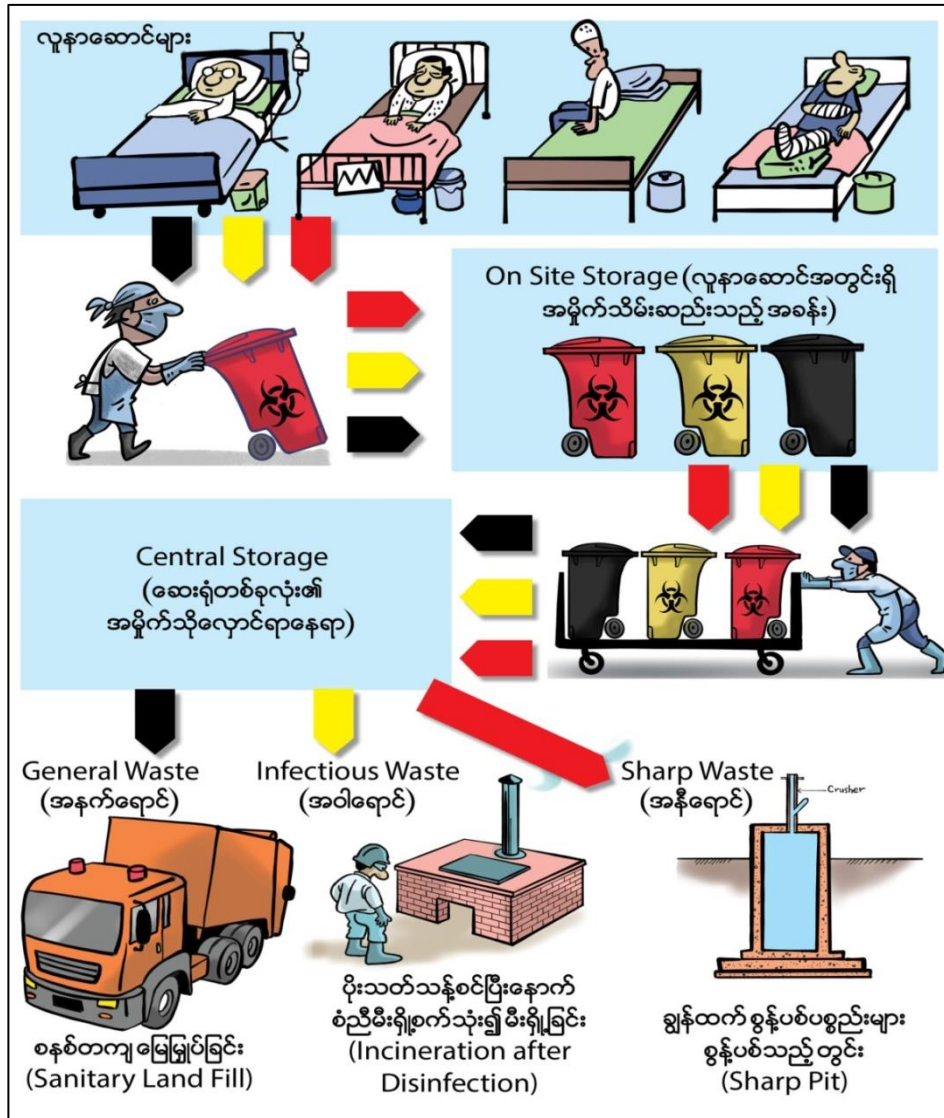 လူနာဆောင်များ
On Site Storage (လူနာဆောင်အတွင်းရှိ
အမှိုက်သိမ်းဆည်းသည့် အခန်း)
Central Storage
(ဆေးရုံတစ်ခုလုံး၏
အမှိုက်သိုလှောင်ရာနေရာ)
General Waste
(အနက်ရောင်)
Infectious Waste
(အဝါရောင်)
Sharp Waste
(အနီရောင်)
Crusher
စနစ်တကျ မြေမြှုပ်ခြင်း
(Sanitary Land Fill)
ပိုးသတ်သန့်စင်ပြီးနောက်
စံညီမီးရှို့စက်သုံး၍ မီးရှို့ခြင်း
(Incineration after
Disinfection)
ချွန်ထက် စွန့်ပစ်ပစ္စည်းများ
စွန့်ပစ်သည့် တွင်း
(Sharp Pit)